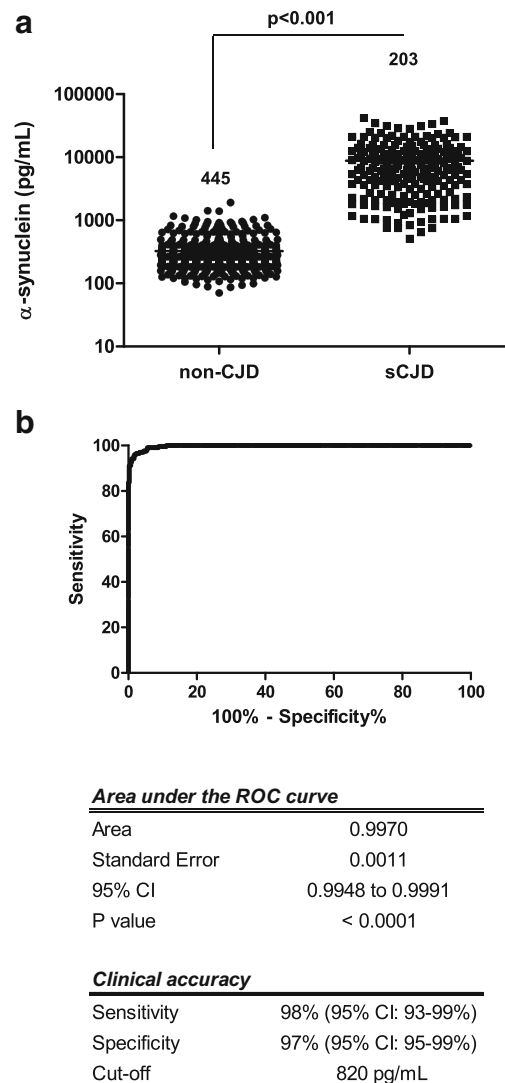 a
p<0.001
203
100000
10000
1000
100
10
α-synuclein (pg/mL)
445
non-CJD
sCJD
b
100
80
60
40
20
0
Sensitivity
0 20 40 60 80 100
100% - Specificity%
Area under the ROC curve
Area 0.9970
Standard Error 0.0011
95% CI 0.9948 to 0.9991
P value < 0.0001
Clinical accuracy
Sensitivity 98% (95% CI: 93-99%)
Specificity 97% (95% CI: 95-99%)
Cut-off 820 pg/mL